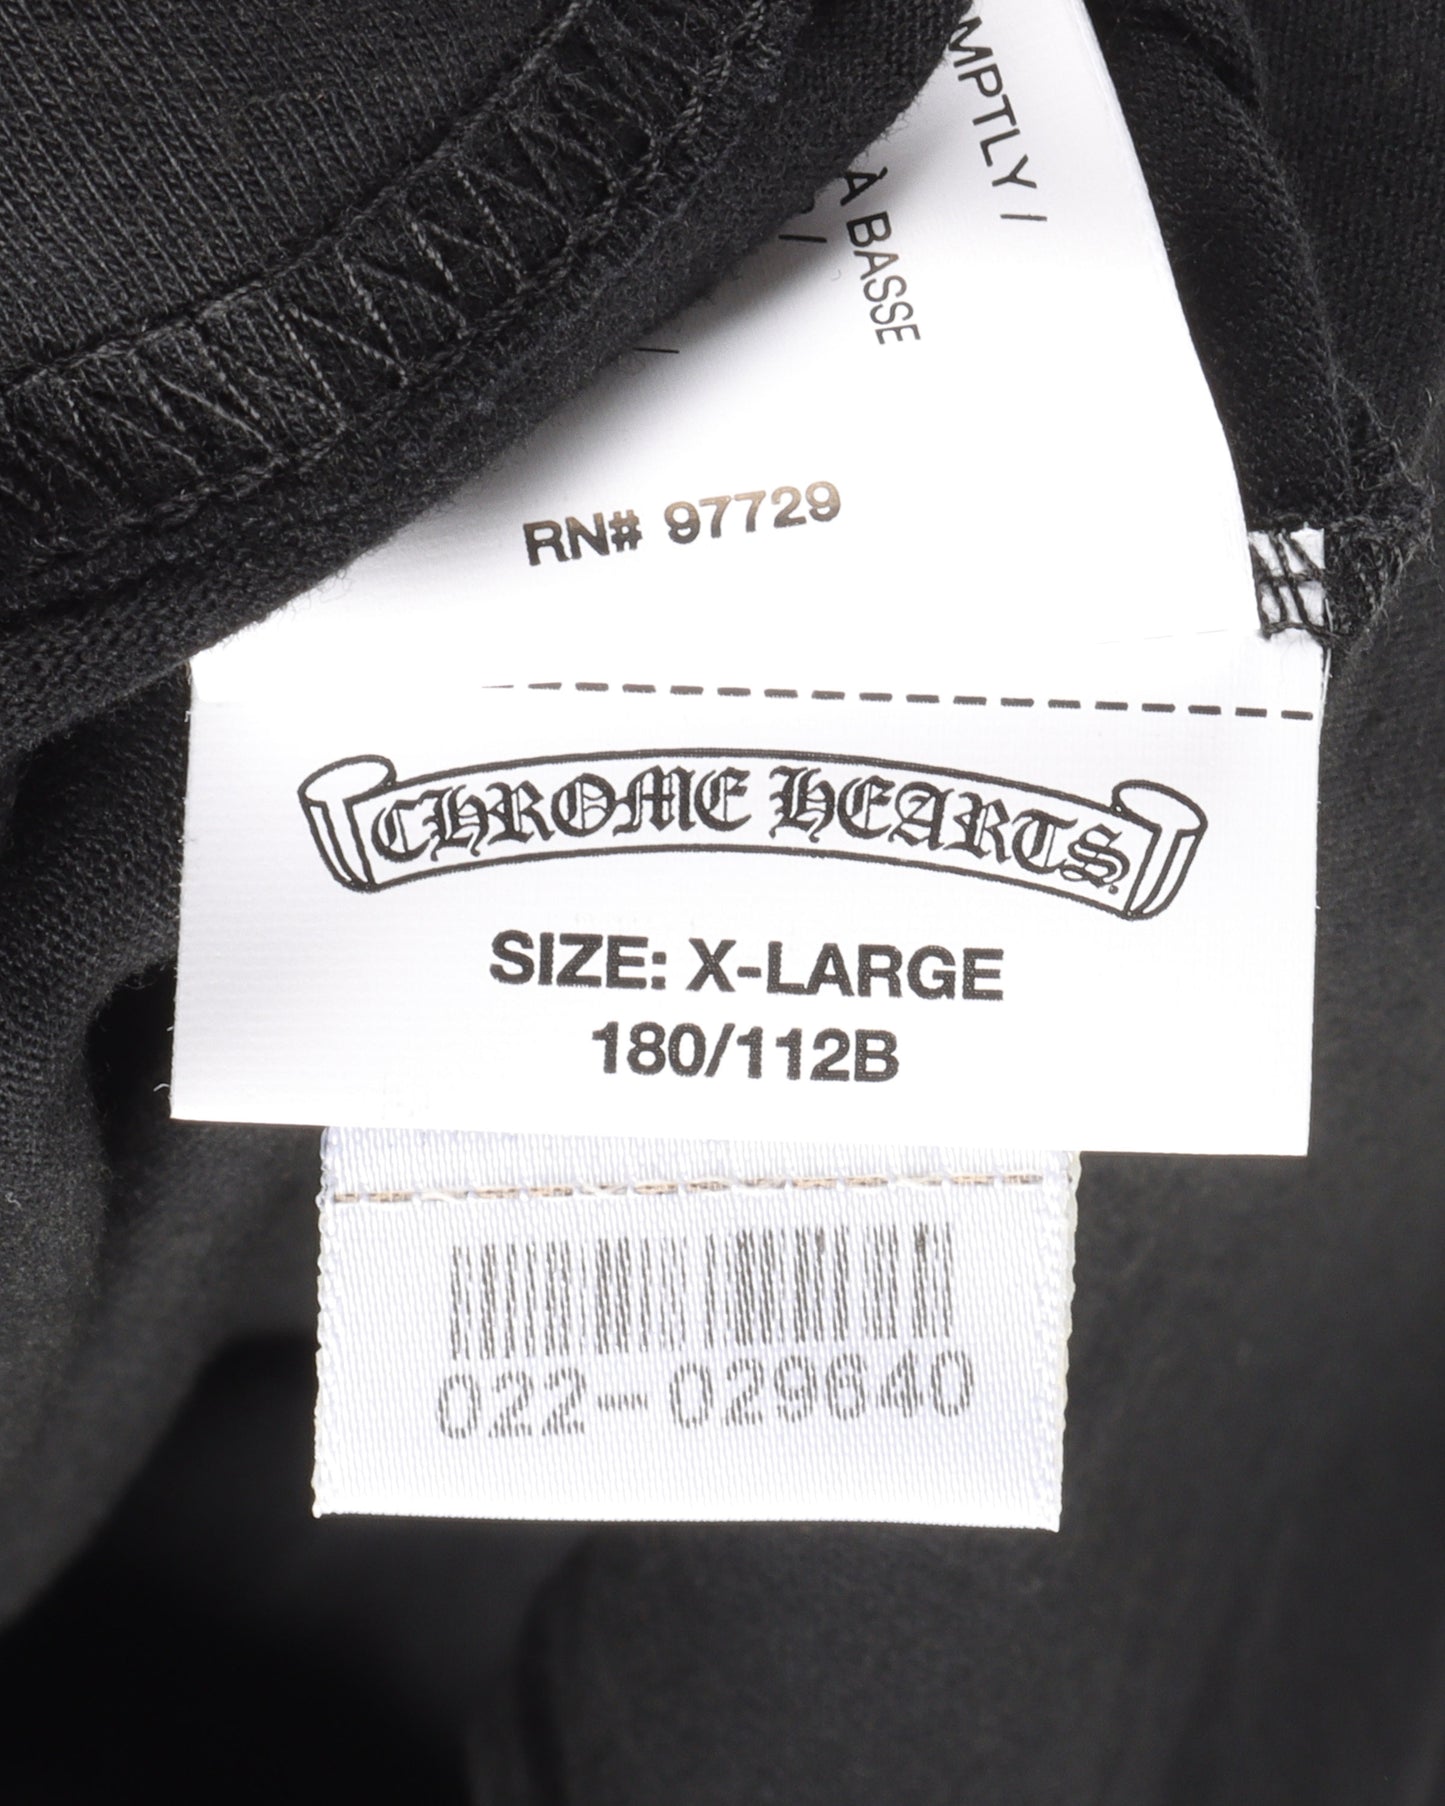 MPTLY /
À BASSE
/
/
RN# 97729
CHROME HEARTS
SIZE: X-LARGE
180/112B
022-029640